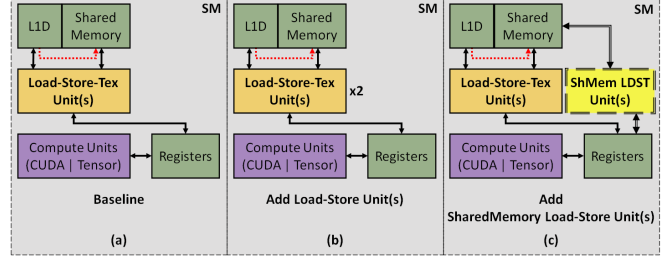 SM
L1D
Shared
Memory
Load-Store-Tex
Unit(s)
Compute Units
(CUDA | Tensor)
Registers
Baseline
(a)
SM
L1D
Shared
Memory
Load-Store-Tex
Unit(s)
x2
Compute Units
(CUDA | Tensor)
Registers
Add Load-Store Unit(s)
(b)
SM
L1D
Shared
Memory
Load-Store-Tex
Unit(s)
ShMem LDST
Unit(s)
Compute Units
(CUDA | Tensor)
Registers
Add
SharedMemory Load-Store Unit(s)
(c)